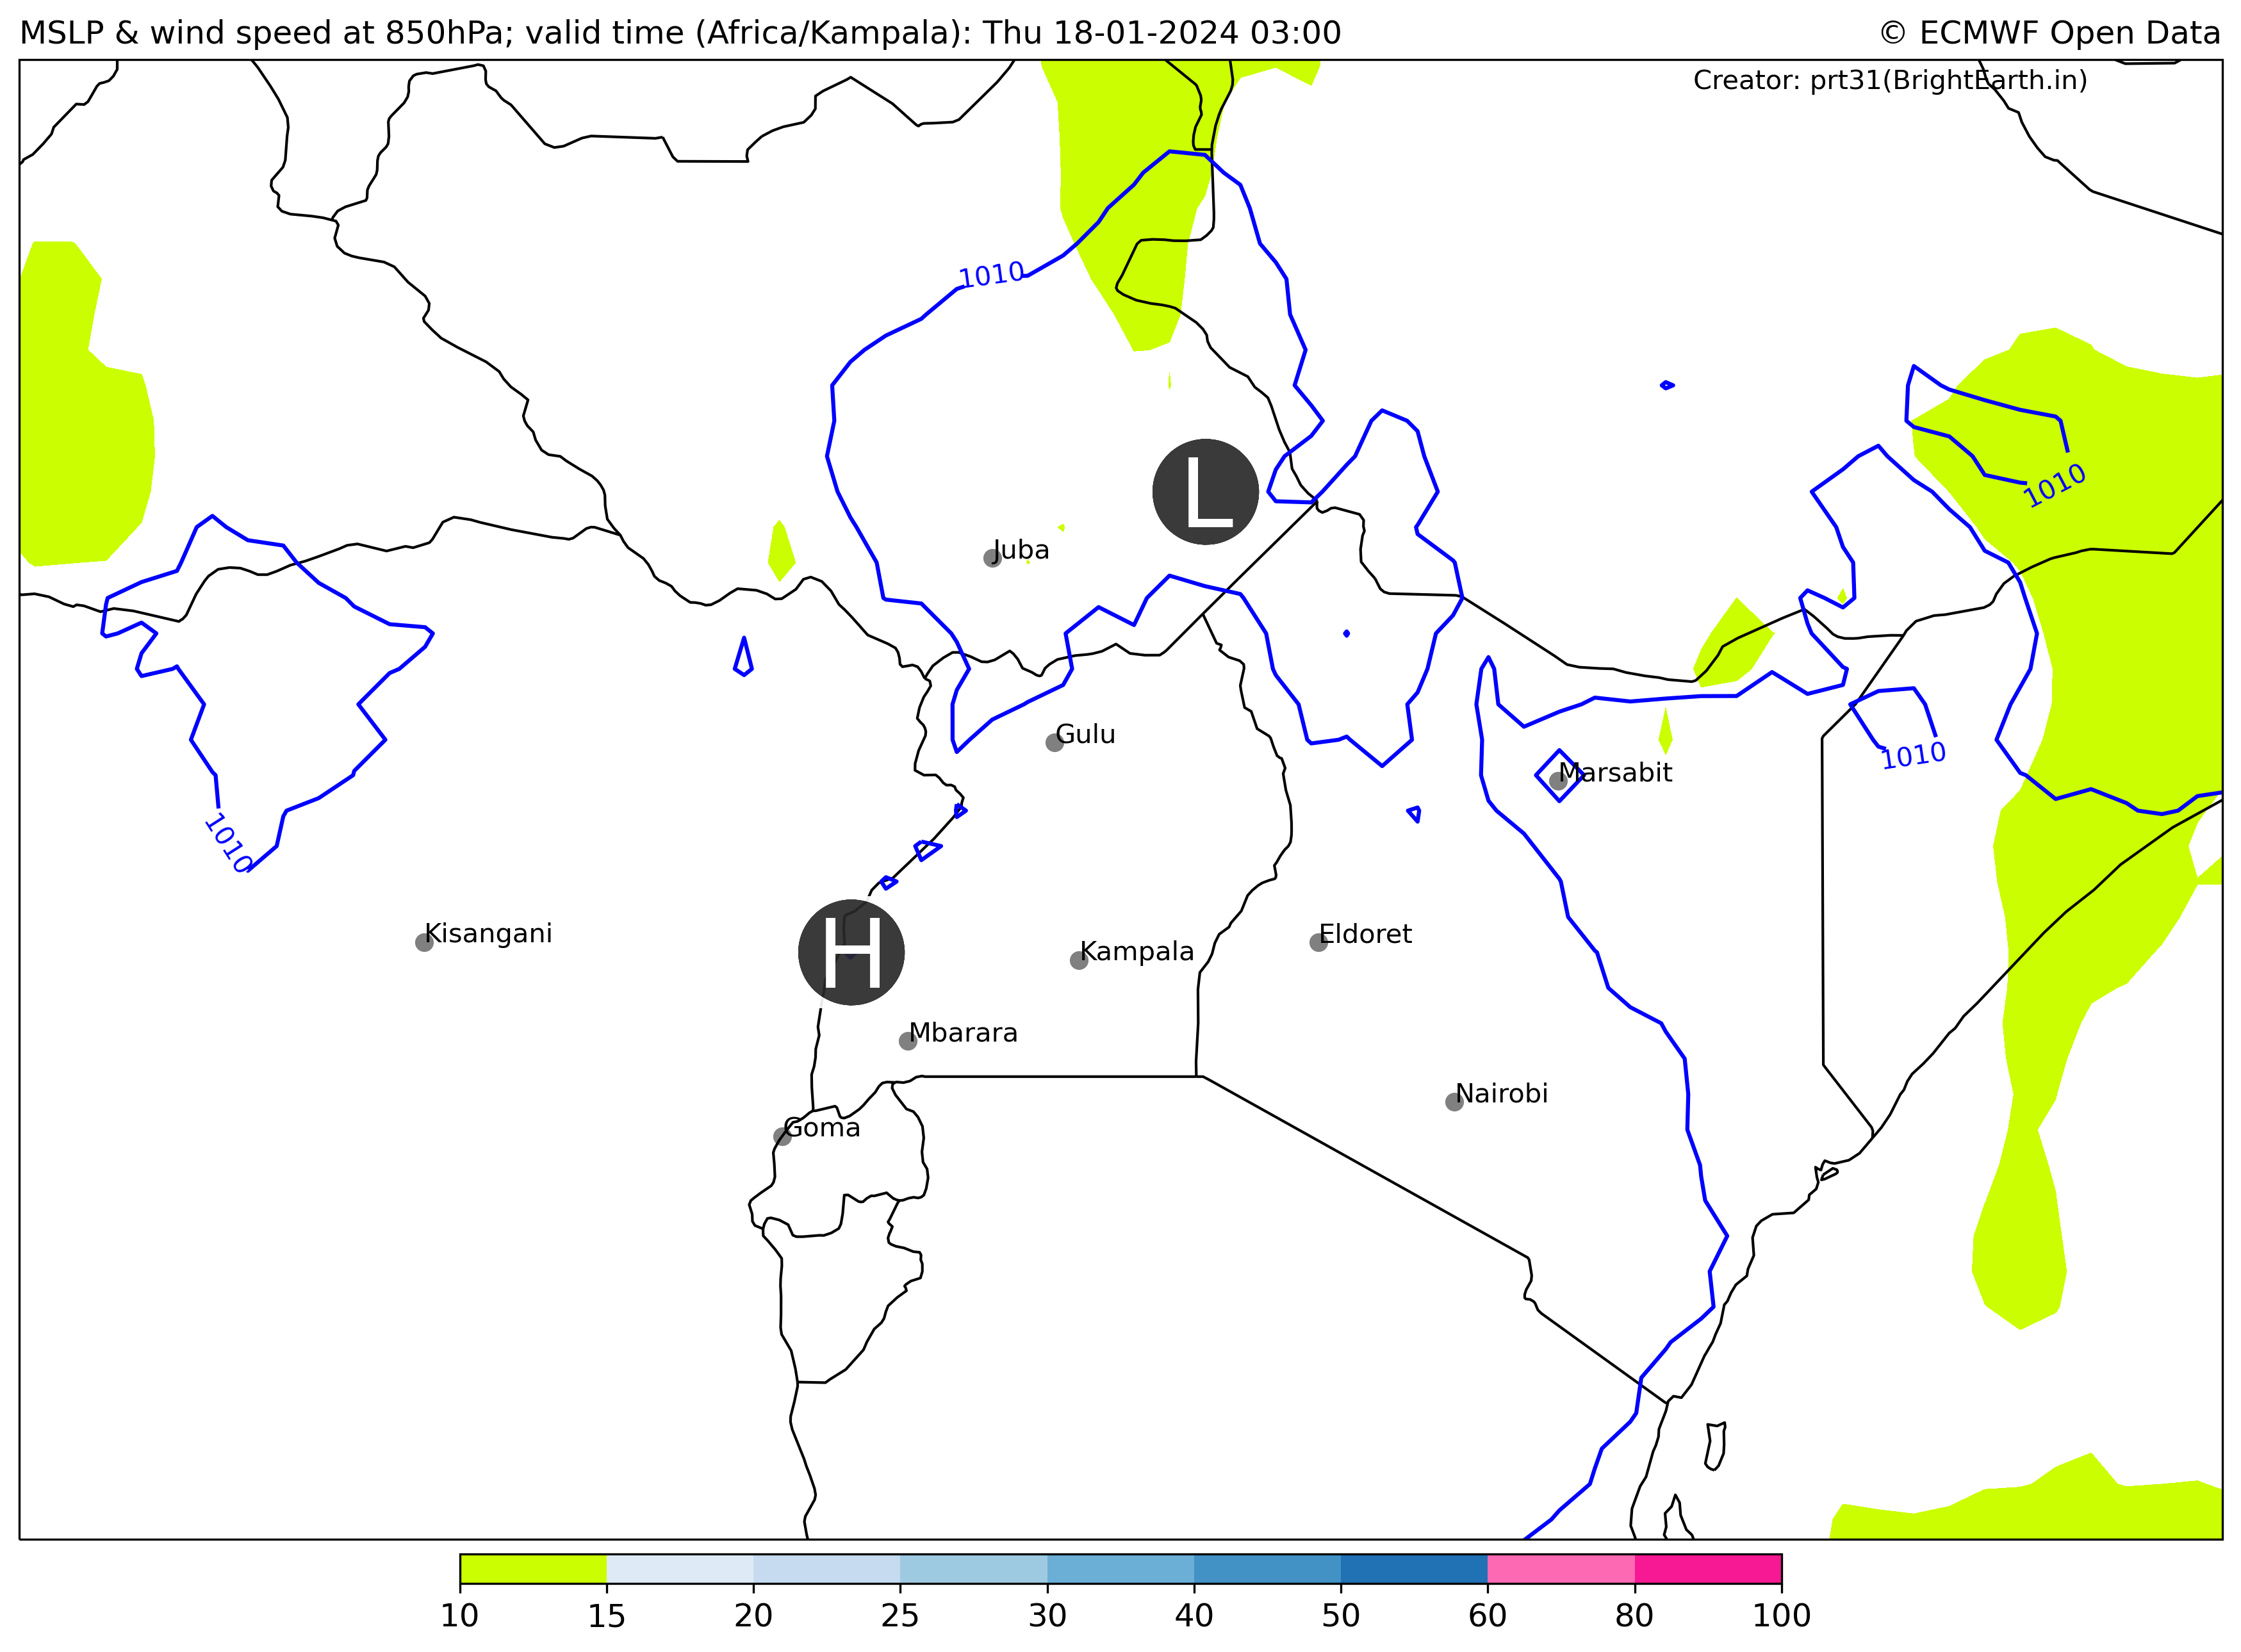 MSLP & wind speed at 850hPa; valid time (Africa/Kampala): Thu 18-01-2024 03:00
© ECMWF Open Data
Creator: prt31(BrightEarth.in)
1010
1010
L
Juba
Gulu
1010
Marsabit
1010
Kisangani
Eldoret
H
Kampala
Mbarara
Nairobi
Goma
10 15 20 25 30 40 50 60 80 100